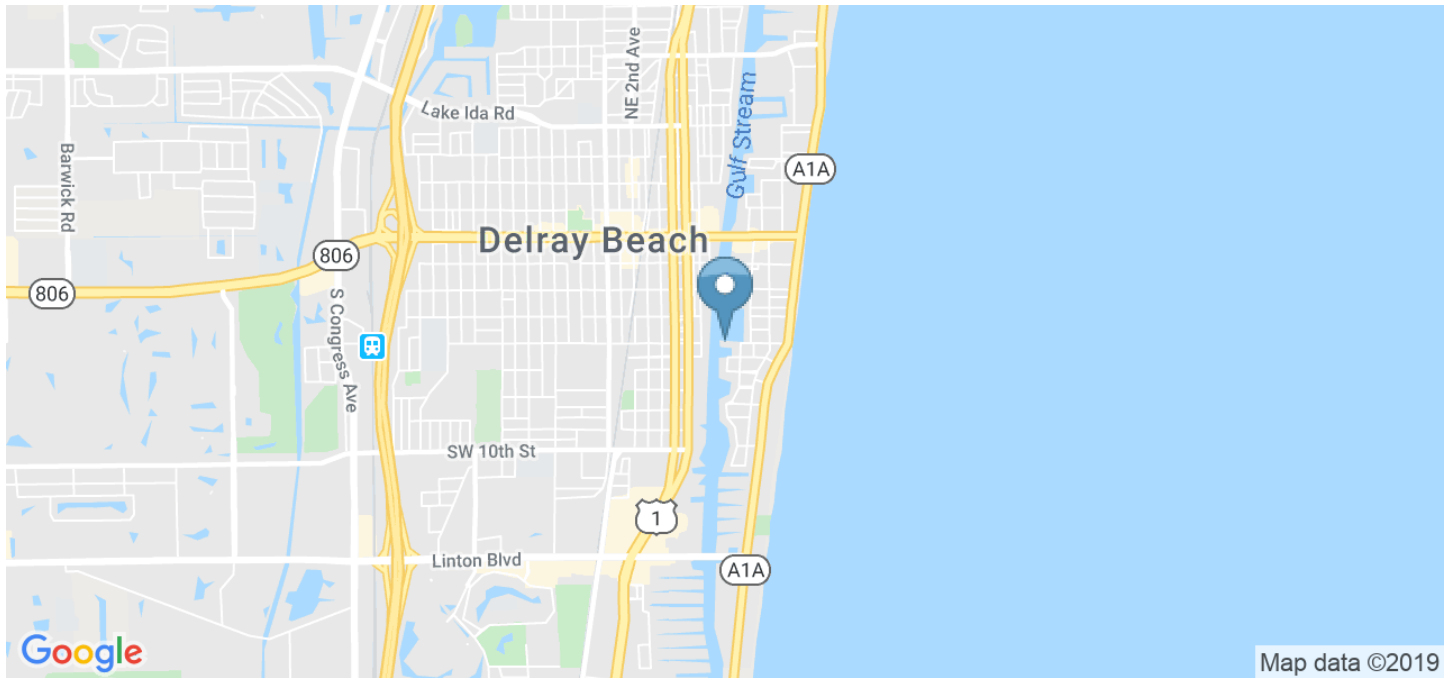 Lake Ida Rd
NE 2nd Ave
Gulf Stream
Barwick Rd
A1A
Delray Beach
806
806
S Congress Ave
SW 10th St
1
Linton Blvd
A1A
Google
Map data ©2019